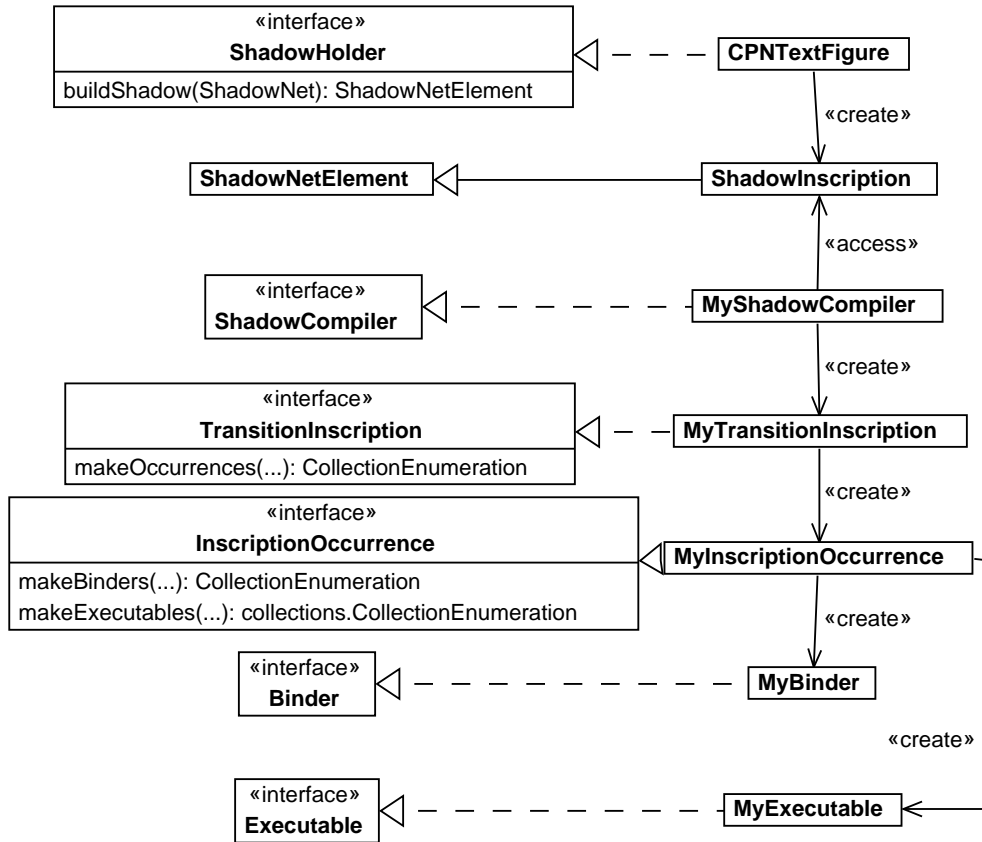 «interface»
ShadowHolder
buildShadow(ShadowNet): ShadowNetElement
CPNTextFigure
«create»
ShadowNetElement
ShadowInscription
«access»
«interface»
ShadowCompiler
MyShadowCompiler
«create»
«interface»
TransitionInscription
makeOccurrences(...): CollectionEnumeration
MyTransitionInscription
«create»
«interface»
InscriptionOccurrence
makeBinders(...): CollectionEnumeration
makeExecutables(...): collections.CollectionEnumeration
MyInscriptionOccurrence
«create»
«interface»
Binder
MyBinder
«create»
«interface»
Executable
MyExecutable